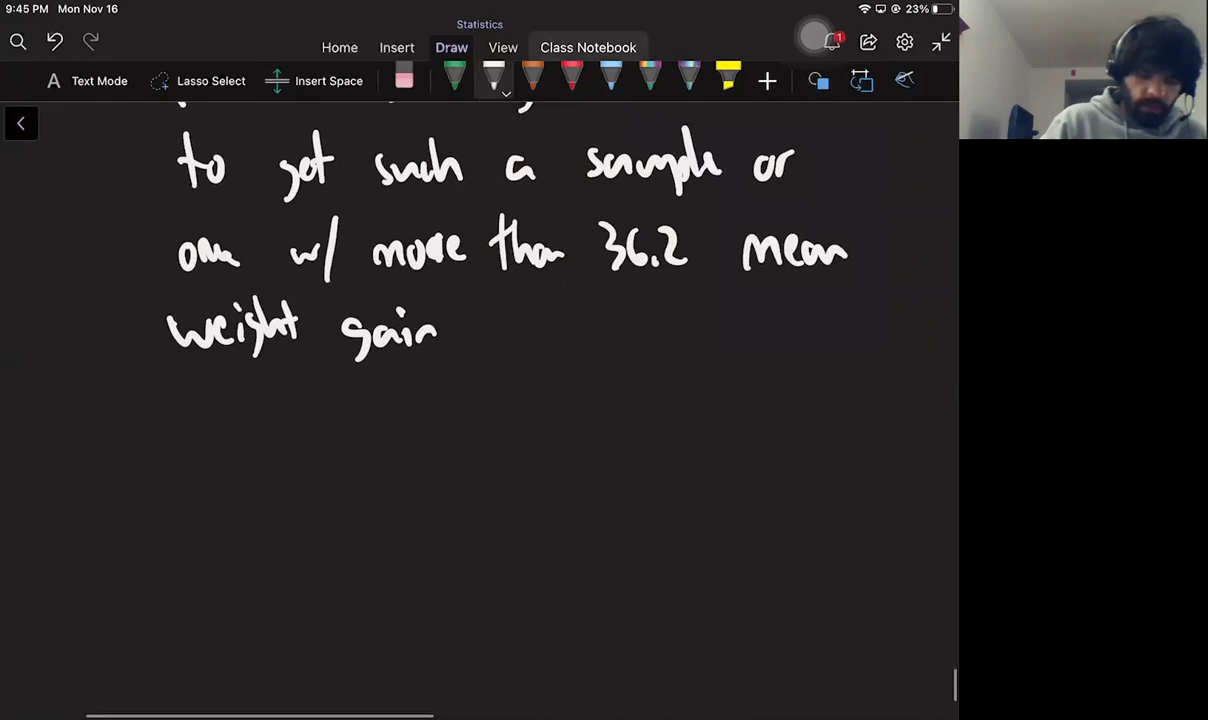 9:45 PM Mon Nov 16
23%
Statistics
Home Insert Draw View Class Notebook
1
A Text Mode Lasso Select Insert Space
to get such a sample or
one w/ more than 36.2 mean
weight gain